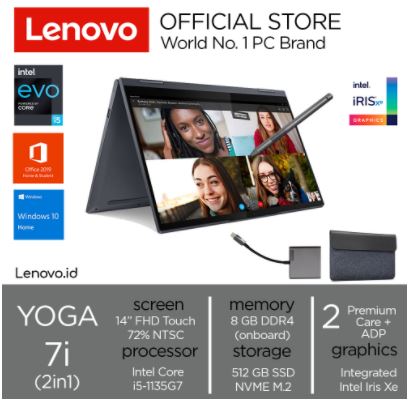 Lenovo
OFFICIAL STORE
World No. 1 PC Brand
intel
evo
POWERED BY
CORE
i5
intel.
iRIS Xe
GRAPHICS
Office 2019
Home & Student
Windows
Windows 10
Home
Lenovo.id
YOGA
7i
(2in1)
screen
14” FHD Touch
72% NTSC
processor
Intel Core
i5-1135G7
memory
8 GB DDR4
(onboard)
storage
512 GB SSD
NVME M.2
2 Premium
Care +
ADP
graphics
Integrated
Intel Iris Xe